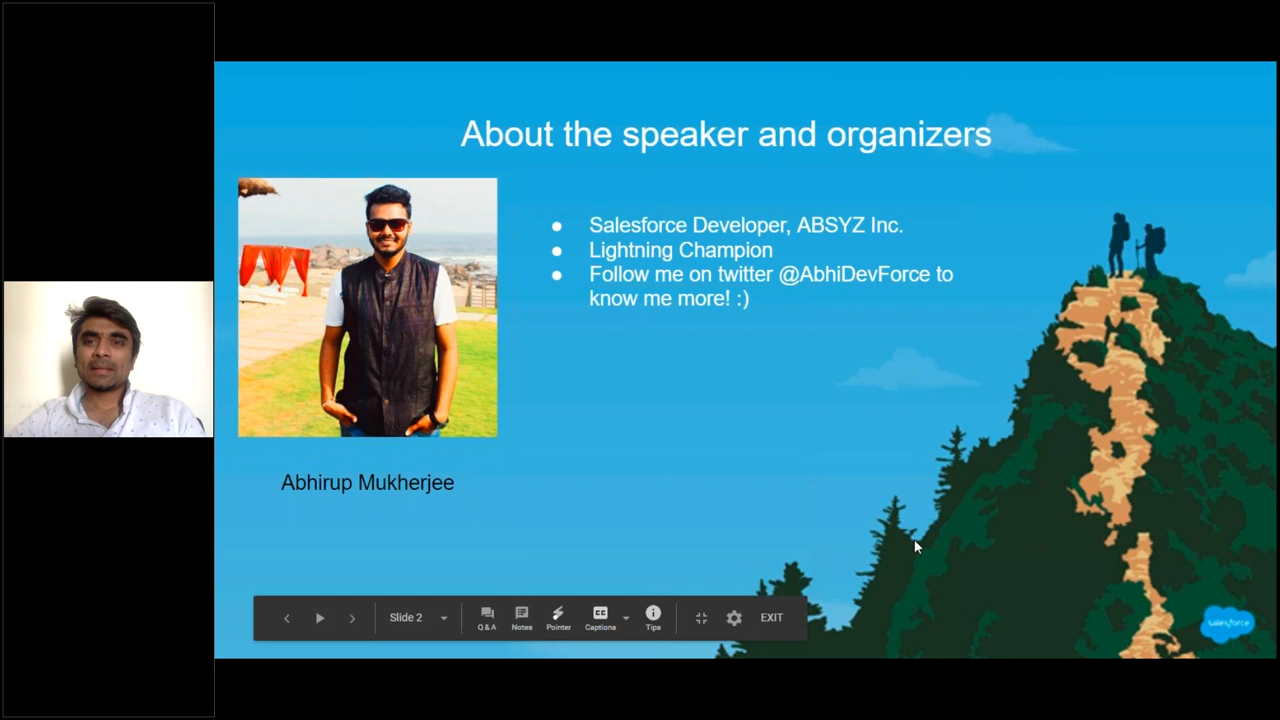 About the speaker and organizers
Salesforce Developer, ABSYZ Inc.
Lightning Champion
Follow me on twitter @AbhiDevForce to
know me more! :)
Abhirup Mukherjee
Slide 2
Q & A
Notes
Pointer
CC
Captions
Tips
EXIT
salesforce